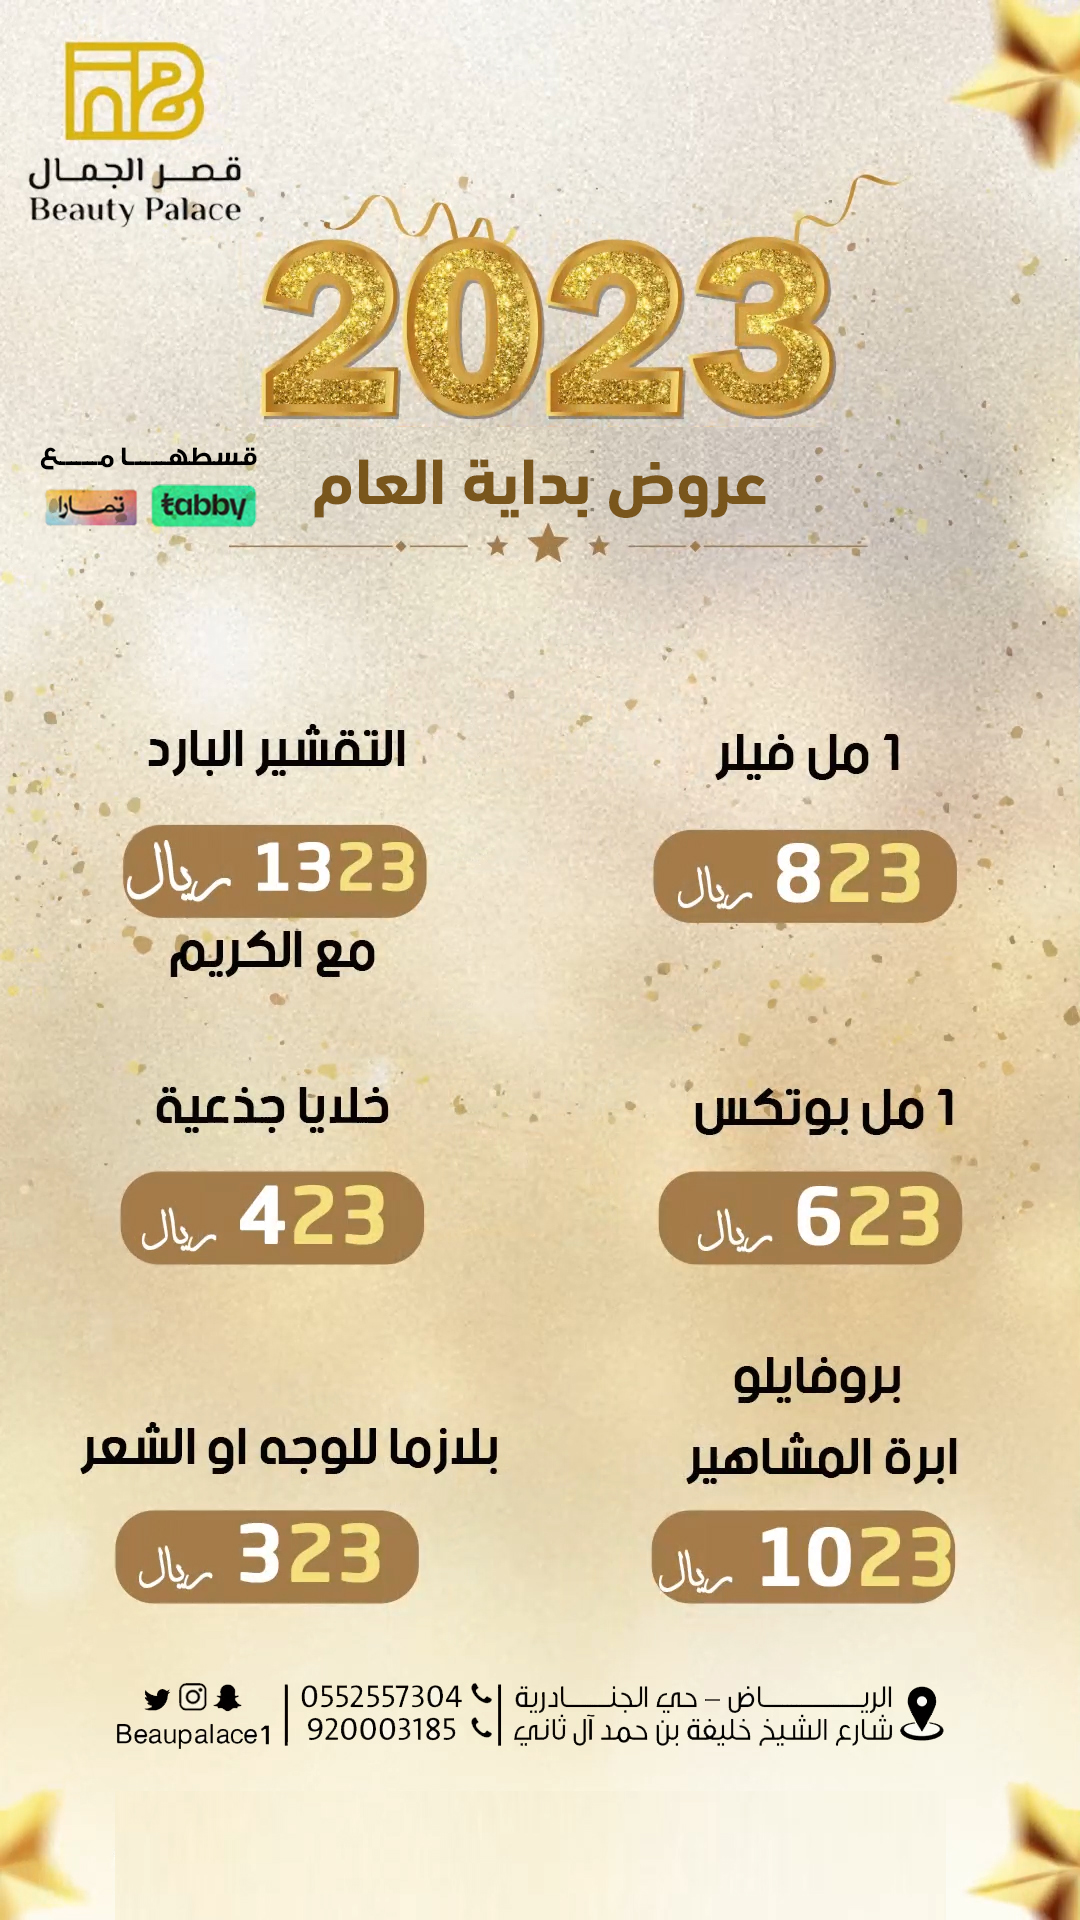 قصر الجمال
Beauty Palace
2023
عروض بداية العام
قسطها مع
tabby تمارا
1 مل فيلر
823 ريال
التقشير البارد
1323 ريال
مع الكريم
1 مل بوتكس
623 ريال
خلايا جذعية
423 ريال
بروفايلو
ابرة المشاهير
1023 ريال
بلازما للوجه او الشعر
323 ريال
الرياض – حي الجنادرية
شارع الشيخ خليفة بن حمد آل ثاني
0552557304
920003185
Beaupalace1